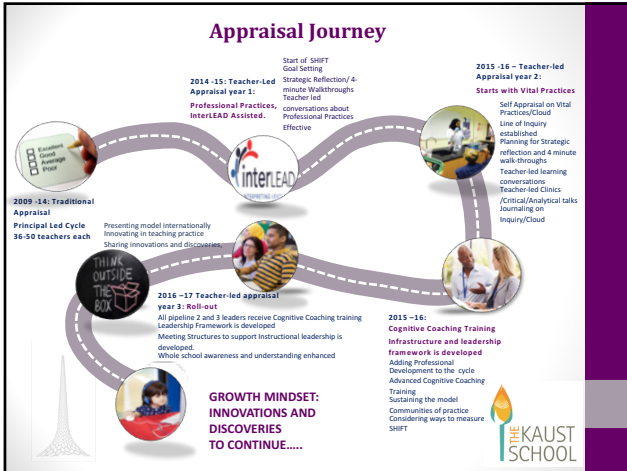 Appraisal Journey
Excellent
Good
Average
Poor
2009 -14: Traditional
Appraisal
Principal Led Cycle
36-50 teachers each
2014 -15: Teacher-Led
Appraisal year 1:
Professional Practices,
InterLEAD Assisted.
Start of SHIFT
Goal Setting
Strategic Reflection/ 4-
minute Walkthroughs
Teacher led
conversations about
Professional Practices
Effective
interLEAD
INTERPRETING LEADERSHIP
2015 -16 – Teacher-led
Appraisal year 2:
Starts with Vital Practices
Self Appraisal on Vital
Practices/Cloud
Line of Inquiry
established
Planning for Strategic
reflection and 4 minute
walk-throughs
Teacher-led learning
conversations
Teacher-led Clinics
/Critical/Analytical talks
Journaling on
Inquiry/Cloud
2015 –16:
Cognitive Coaching Training
Infrastructure and leadership
framework is developed
Adding Professional
Development to the cycle
Advanced Cognitive Coaching
Training
Sustaining the model
Communities of practice
Considering ways to measure
SHIFT
Presenting model internationally
Innovating in teaching practice
Sharing innovations and discoveries,
THINK
OUTSIDE
THE
BOX
2016 –17 Teacher-led appraisal
year 3: Roll-out
All pipeline 2 and 3 leaders receive Cognitive Coaching training
Leadership Framework is developed
Meeting Structures to support Instructional leadership is
developed.
Whole school awareness and understanding enhanced
GROWTH MINDSET:
INNOVATIONS AND
DISCOVERIES
TO CONTINUE…..
THE KAUST
SCHOOL